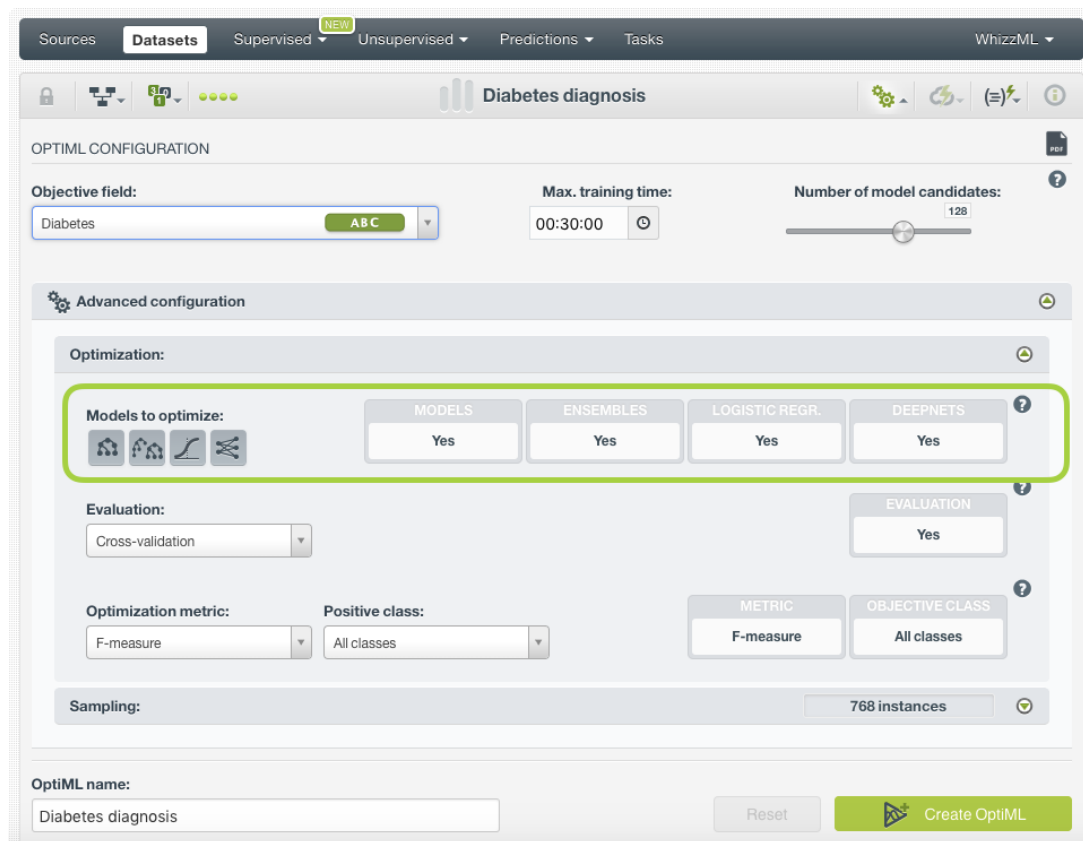 NEW
Sources Datasets Supervised Unsupervised Predictions Tasks WhizzML
Diabetes diagnosis
OPTIML CONFIGURATION
PDF
Objective field: Max. training time: Number of model candidates:
128
Diabetes ABC 00:30:00
Advanced configuration
Optimization:
Models to optimize:
MODELS ENSEMBLES LOGISTIC REGR. DEEPNETS
Yes Yes Yes Yes
Evaluation:
EVALUATION
Cross-validation Yes
Optimization metric: Positive class: METRIC OBJECTIVE CLASS
F-measure All classes F-measure All classes
Sampling: 768 instances
OptiML name:
Diabetes diagnosis Reset Create OptiML